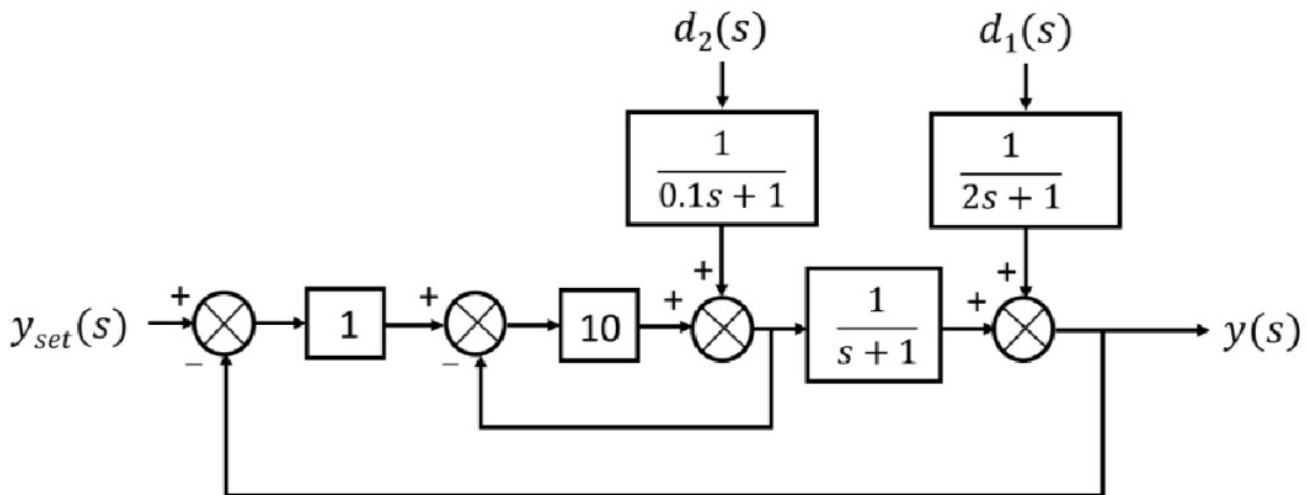 d₂(s) d₁(s)
1/(0.1s + 1) 1/(2s + 1)
+ +
y_set(s) + − 1 + − 10 + 1/(s + 1) + y(s)